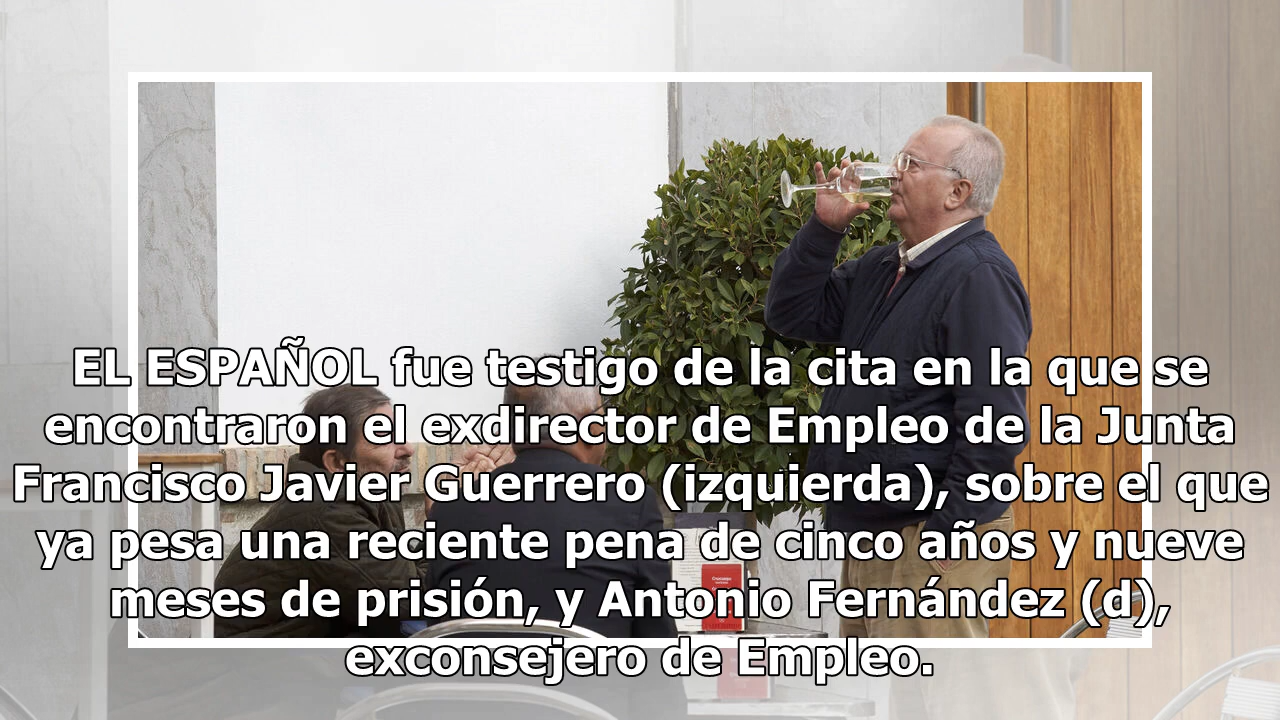 EL ESPAÑOL fue testigo de la cita en la que se
encontraron el exdirector de Empleo de la Junta
Francisco Javier Guerrero (izquierda), sobre el que
ya pesa una reciente pena de cinco años y nueve
meses de prisión, y Antonio Fernández (d),
exconsejero de Empleo.
Cruzcampo